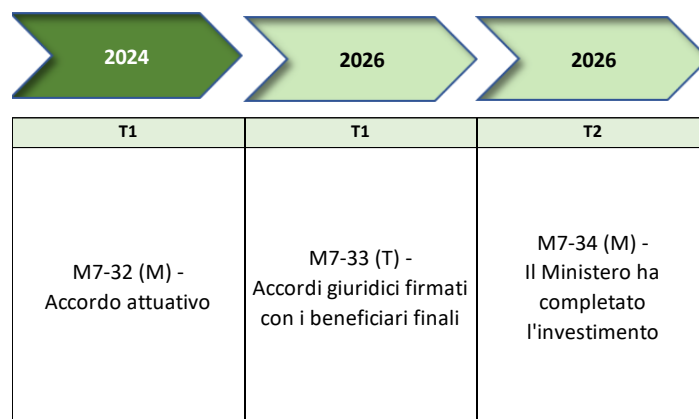 2024
2026
2026
T1
T1
T2
M7-32 (M) -
Accordo attuativo
M7-33 (T) -
Accordi giuridici firmati
con i beneficiari finali
M7-34 (M) -
Il Ministero ha
completato
l'investimento